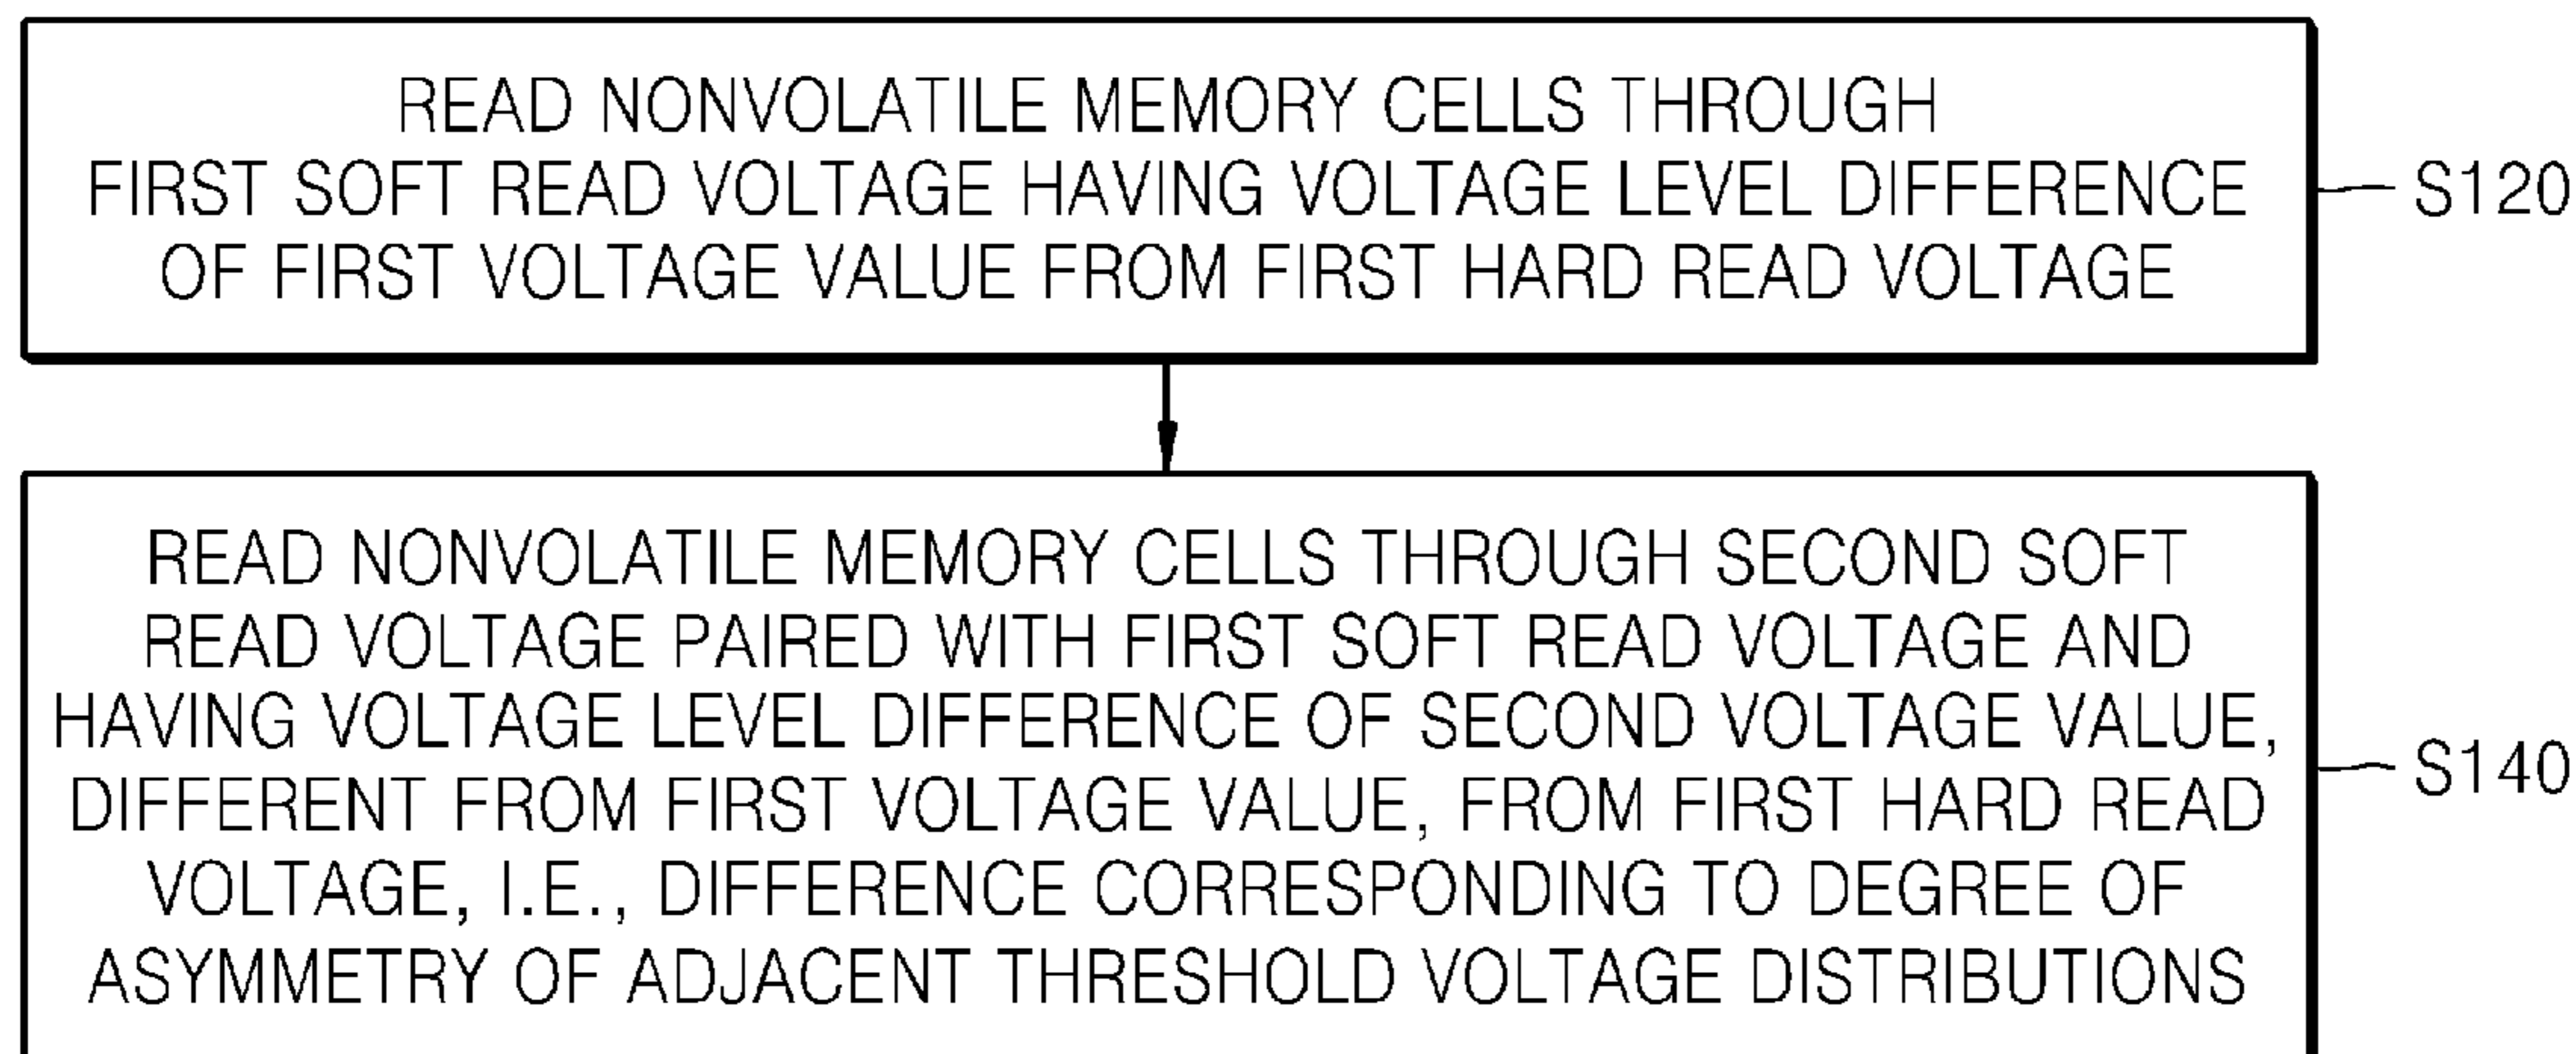 READ NONVOLATILE MEMORY CELLS THROUGH
FIRST SOFT READ VOLTAGE HAVING VOLTAGE LEVEL DIFFERENCE
OF FIRST VOLTAGE VALUE FROM FIRST HARD READ VOLTAGE
S120
READ NONVOLATILE MEMORY CELLS THROUGH SECOND SOFT
READ VOLTAGE PAIRED WITH FIRST SOFT READ VOLTAGE AND
HAVING VOLTAGE LEVEL DIFFERENCE OF SECOND VOLTAGE VALUE,
DIFFERENT FROM FIRST VOLTAGE VALUE, FROM FIRST HARD READ
VOLTAGE, I.E., DIFFERENCE CORRESPONDING TO DEGREE OF
ASYMMETRY OF ADJACENT THRESHOLD VOLTAGE DISTRIBUTIONS
S140